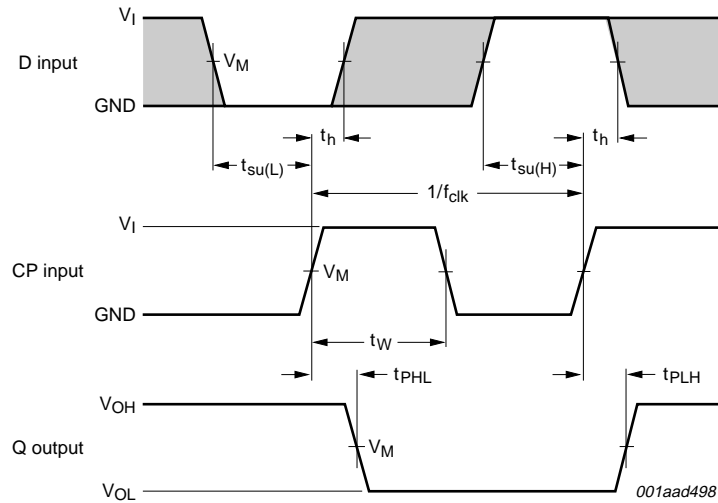 V_I
D input
V_M
GND
t_h
t_h
t_su(L)
t_su(H)
1/f_clk
V_I
CP input
V_M
GND
t_W
t_PHL
t_PLH
V_OH
Q output
V_M
V_OL
001aad498